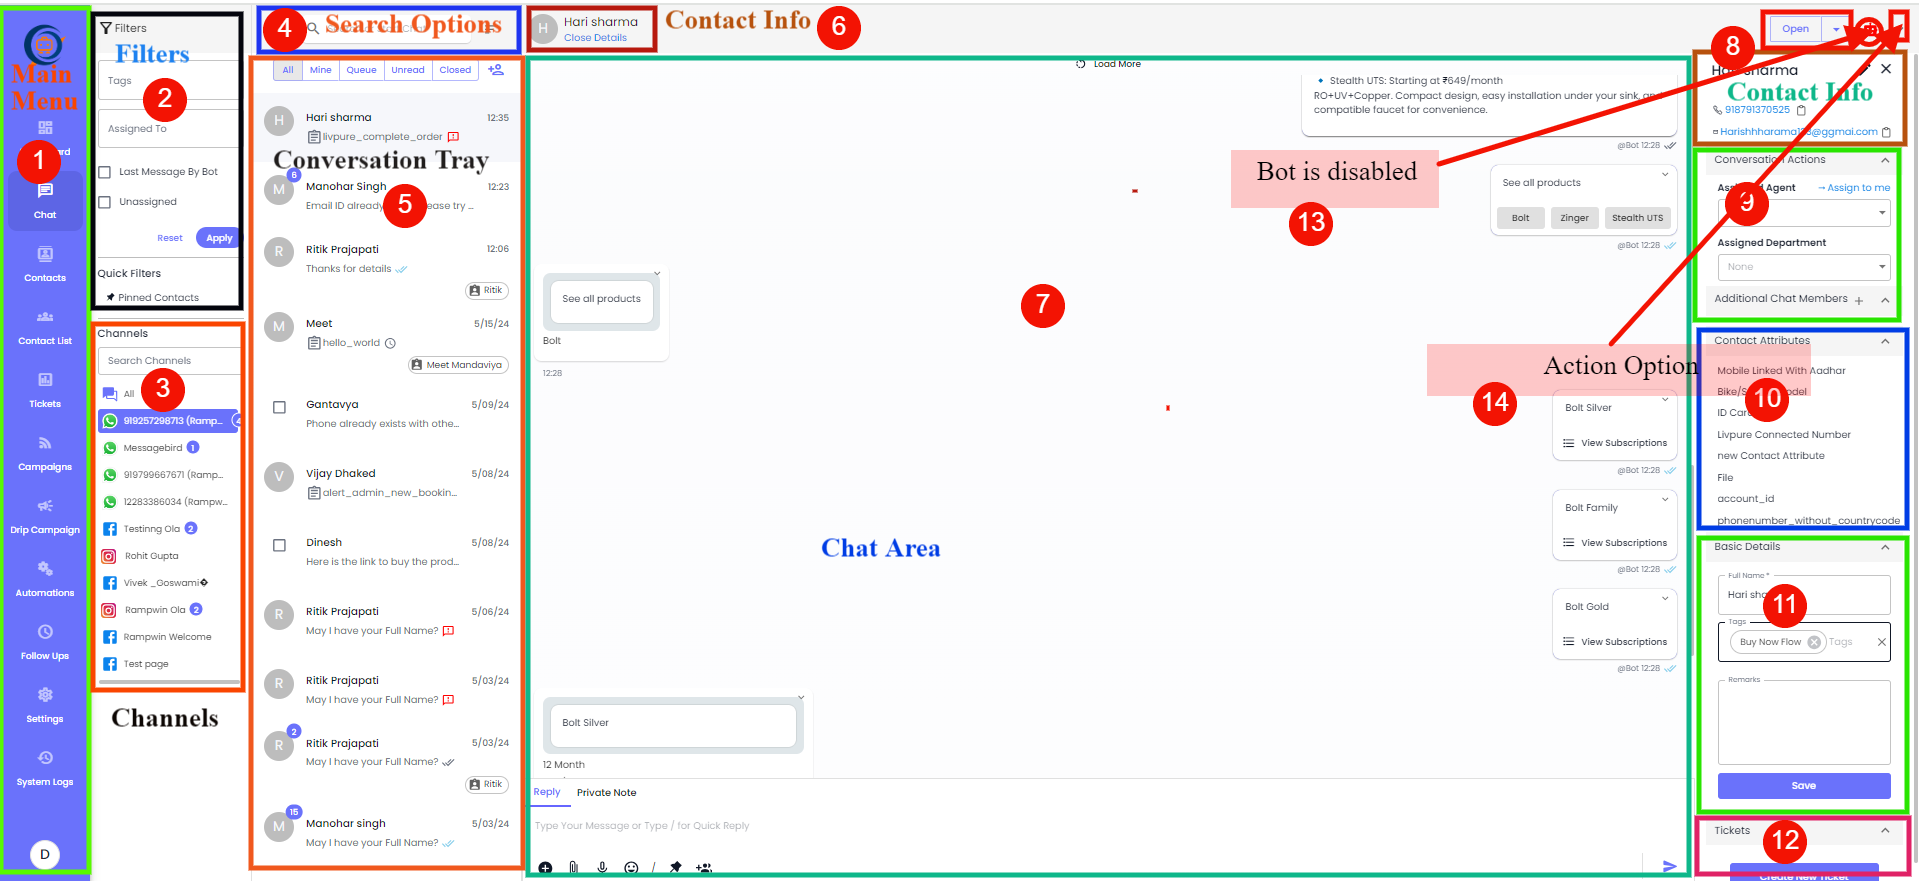 Main
Menu
1
Chat
Contacts
Contact List
Tickets
Campaigns
Drip Campaign
Automations
Follow Ups
Settings
System Logs
D
Filters
Filters
Tags
2
Assigned To
Last Message By Bot
Unassigned
Reset
Apply
Quick Filters
Pinned Contacts
Channels
Search Channels
All
3
919257298713 (Rampw...
Messagebird 1
919799667671 (Ramp...
12283386034 (Rampw...
Testinng Ola 2
Rohit Gupta
Vivek _Goswami
Rampwin Ola 2
Rampwin Welcome
Test page
Channels
4
Search Options
All Mine Queue Unread Closed
H Hari sharma 12:35
livpure_complete_order
Conversation Tray
6
M Manohar Singh 12:23
Email ID already
5
ease try ...
R Ritik Prajapati 12:06
Thanks for details
Ritik
M Meet 5/15/24
hello_world
Meet Mandaviya
Gantavya 5/09/24
Phone already exists with othe...
V Vijay Dhaked 5/08/24
alert_admin_new_bookin...
Dinesh 5/08/24
Here is the link to buy the prod...
R Ritik Prajapati 5/06/24
May I have your Full Name?
R Ritik Prajapati 5/03/24
May I have your Full Name?
2
R Ritik Prajapati 5/03/24
May I have your Full Name?
Ritik
15
M Manohar singh 5/03/24
May I have your Full Name?
H Hari sharma
Close Details
Contact Info
6
Load More
Stealth UTS: Starting at ₹649/month
RO+UV+Copper. Compact design, easy installation under your sink, and
compatible faucet for convenience.
@Bot 12:28
Bot is disabled
13
See all products
Bolt Zinger Stealth UTS
@Bot 12:28
See all products
Bolt
12:28
7
Action Option
14
Bolt Silver
View Subscriptions
@Bot 12:28
Bolt Family
View Subscriptions
@Bot 12:28
Chat Area
Bolt Gold
View Subscriptions
@Bot 12:28
Bolt Silver
12 Month
Reply Private Note
Type Your Message or Type / for Quick Reply
Open
8
Hari sharma
Contact Info
918791370525
Harishhharama123@ggmai.com
Conversation Actions
Assigned Agent → Assign to me
9
Assigned Department
None
Additional Chat Members +
Contact Attributes
Mobile Linked With Aadhar
10
Livpure Connected Number
new Contact Attribute
File
account_id
phonenumber_without_countrycode
Basic Details
Full Name *
Hari sha
11
Tags
Buy Now Flow Tags
Remarks
Save
Tickets
12
Create New Ticket